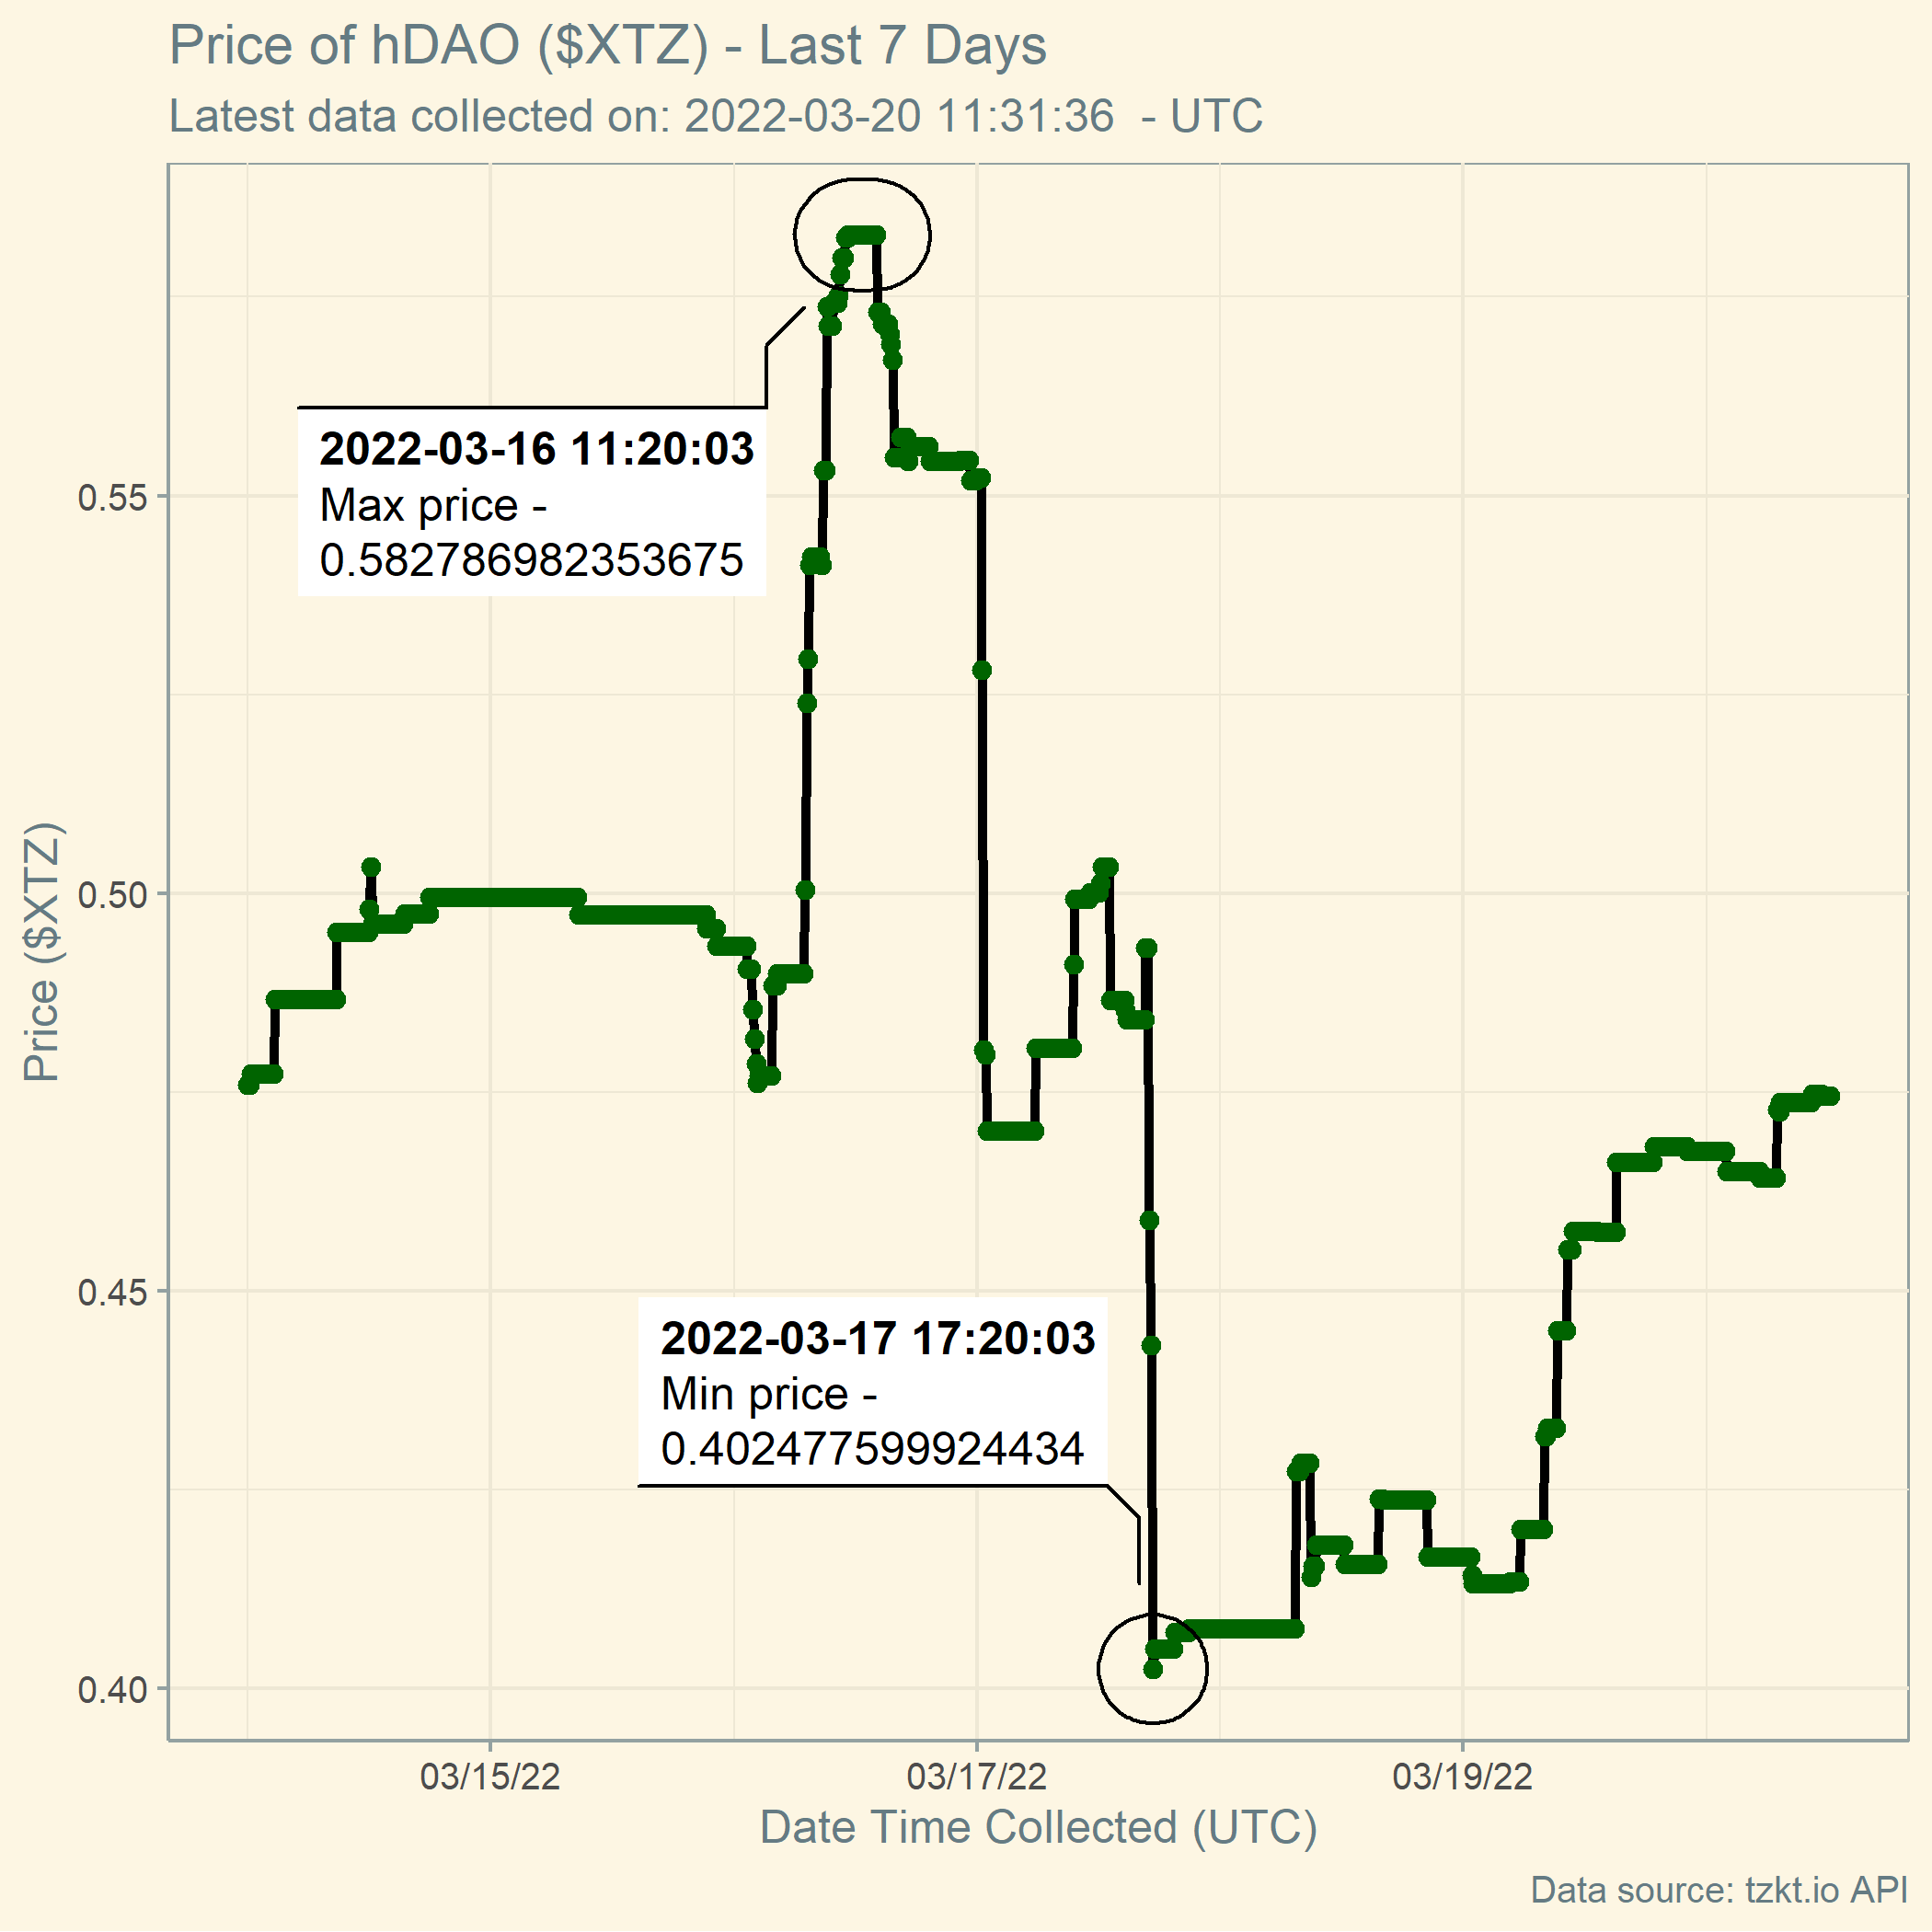 Price of hDAO ($XTZ) - Last 7 Days
Latest data collected on: 2022-03-20 11:31:36  - UTC
2022-03-16 11:20:03
Max price -
0.582786982353675
0.55
0.50
Price ($XTZ)
0.45
2022-03-17 17:20:03
Min price -
0.402477599924434
0.40
03/15/22
03/17/22
03/19/22
Date Time Collected (UTC)
Data source: tzkt.io API